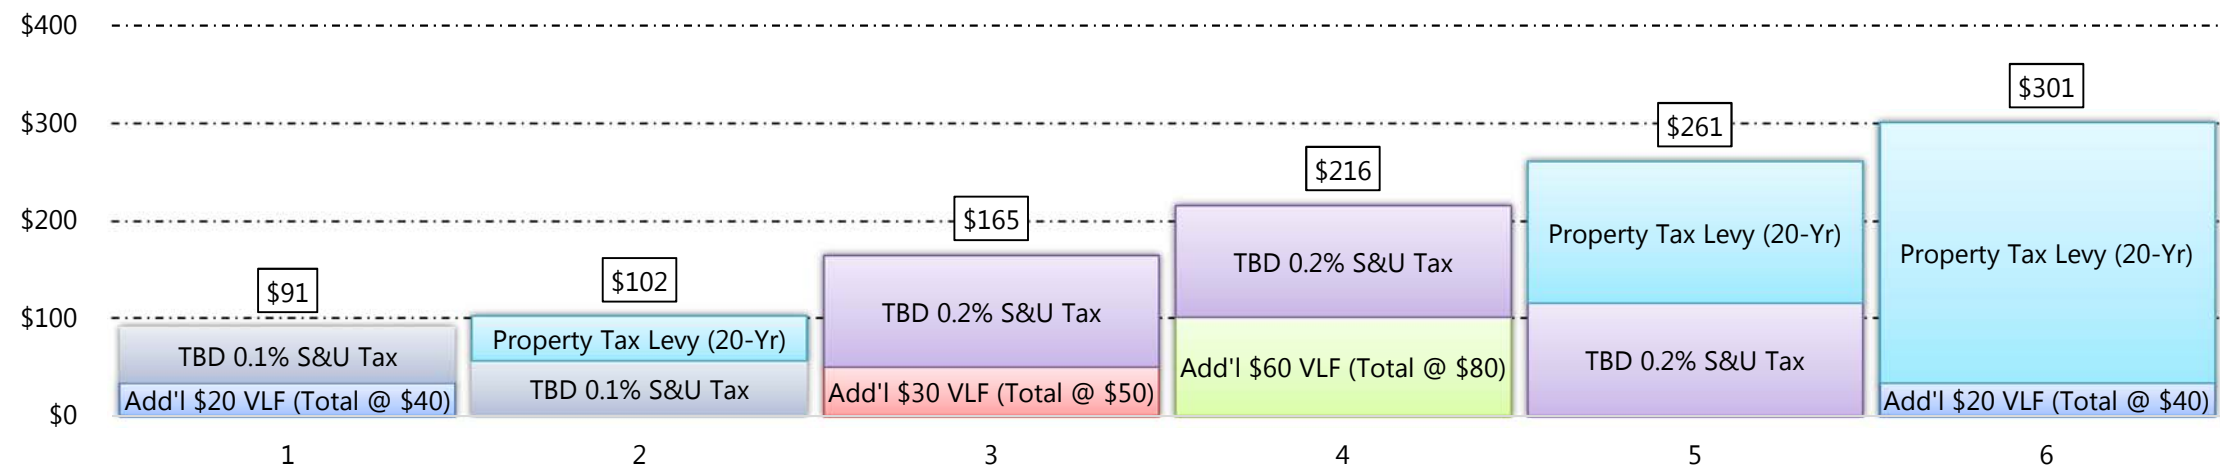 $400
$300
$200
$100
$0
$91
TBD 0.1% S&U Tax
Add'l $20 VLF (Total @ $40)
$102
Property Tax Levy (20-Yr)
TBD 0.1% S&U Tax
$165
TBD 0.2% S&U Tax
Add'l $30 VLF (Total @ $50)
$216
TBD 0.2% S&U Tax
Add'l $60 VLF (Total @ $80)
$261
Property Tax Levy (20-Yr)
TBD 0.2% S&U Tax
$301
Property Tax Levy (20-Yr)
Add'l $20 VLF (Total @ $40)
1
2
3
4
5
6